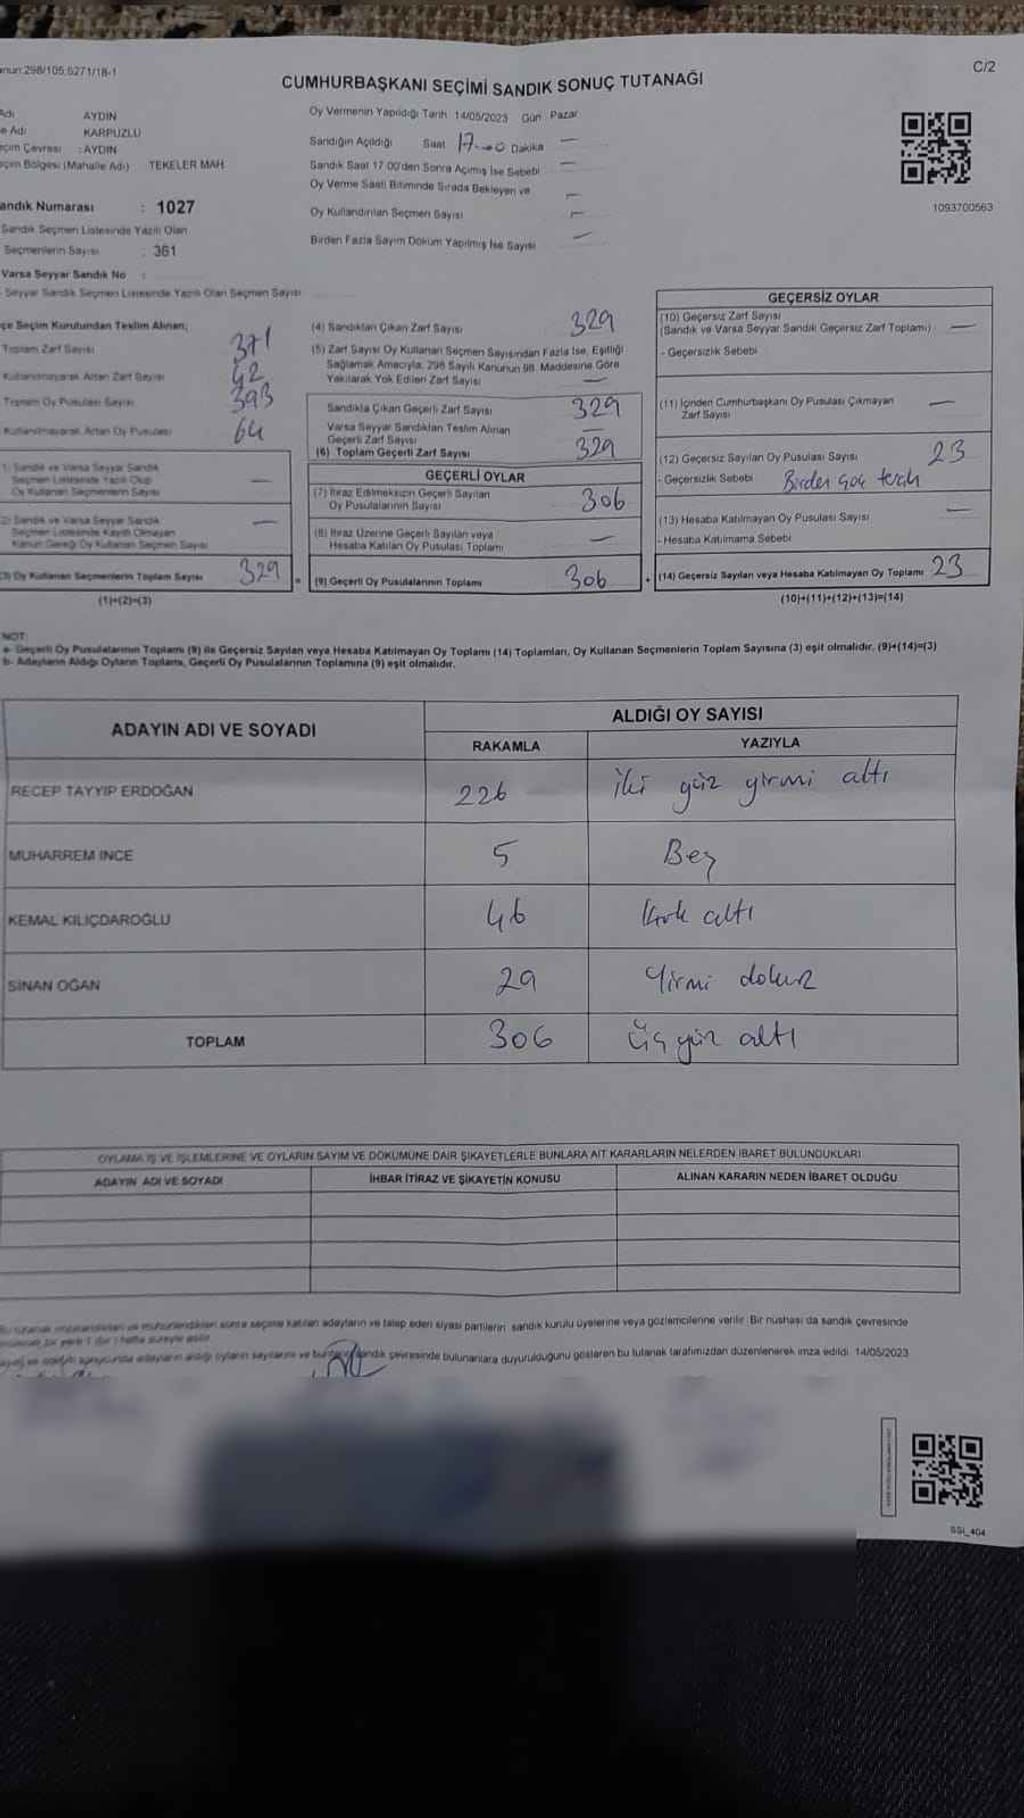 298/105,6271/18-1
C/2
CUMHURBAŞKANI SEÇİMİ SANDIK SONUÇ TUTANAĞI
Adı AYDIN
e Adı KARPUZLU
eçim Çevresi : AYDIN
eçim Bölgesi (Mahalle Adı) TEKELER MAH
andık Numarası : 1027
Sandık Seçmen Listesinde Yazılı Olan
Seçmenlerin Sayısı : 361
Varsa Seyyar Sandık No :
Seyyar Sandık Seçmen Listesinde Yazılı Olan Seçmen Sayısı
Oy Vermenin Yapıldığı Tarih 14/05/2023 Gün Pazar
Sandığın Açıldığı Saat 17 Dakika —
Sandık Saat 17.00'den Sonra Açılmış İse Sebebi —
Oy Verme Saati Bitiminde Sırada Bekleyen ve
Oy Kullandırılan Seçmen Sayısı —
Birden Fazla Sayım Döküm Yapılmış İse Sayısı —
1093700563
çe Seçim Kurulundan Teslim Alınan;
Toplam Zarf Sayısı 371
Kullanılmayarak Artan Zarf Sayısı 42
Toplam Oy Pusulası Sayısı 393
Kullanılmayarak Artan Oy Pusulası 64
1) Sandık ve Varsa Seyyar Sandık
Seçmen Listesinde Yazılı Olup
Oy Kullanan Seçmenlerin Sayısı —
2) Sandık ve Varsa Seyyar Sandık
Seçmen Listesinde Kayıtlı Olmayan
Kanun Gereği Oy Kullanan Seçmen Sayısı —
(3) Oy Kullanan Seçmenlerin Toplam Sayısı 329
(1)+(2)=(3)
(4) Sandıktan Çıkan Zarf Sayısı 329
(5) Zarf Sayısı Oy Kullanan Seçmen Sayısından Fazla İse, Eşitliği
Sağlamak Amacıyla, 298 Sayılı Kanunun 98. Maddesine Göre
Yakılarak Yok Edilen Zarf Sayısı —
Sandıkta Çıkan Geçerli Zarf Sayısı 329
Varsa Seyyar Sandıktan Teslim Alınan
Geçerli Zarf Sayısı —
(6) Toplam Geçerli Zarf Sayısı 329
GEÇERLİ OYLAR
(7) İtiraz Edilmeksizin Geçerli Sayılan
Oy Pusulalarının Sayısı 306
(8) İtiraz Üzerine Geçerli Sayılan veya
Hesaba Katılan Oy Pusulası Toplamı —
(9) Geçerli Oy Pusulalarının Toplamı 306
GEÇERSİZ OYLAR
(10) Geçersiz Zarf Sayısı
(Sandık ve Varsa Seyyar Sandık Geçersiz Zarf Toplamı) —
- Geçersizlik Sebebi
(11) İçinden Cumhurbaşkanı Oy Pusulası Çıkmayan
Zarf Sayısı —
(12) Geçersiz Sayılan Oy Pusulası Sayısı 23
- Geçersizlik Sebebi
(13) Hesaba Katılmayan Oy Pusulası Sayısı —
- Hesaba Katılmama Sebebi
(14) Geçersiz Sayılan veya Hesaba Katılmayan Oy Toplamı 23
(10)+(11)+(12)+(13)=(14)
NOT:
a- Geçerli Oy Pusulalarının Toplamı (9) ile Geçersiz Sayılan veya Hesaba Katılmayan Oy Toplamı (14) Toplamları, Oy Kullanan Seçmenlerin Toplam Sayısına (3) eşit olmalıdır. (9)+(14)=(3)
b- Adayların Aldığı Oyların Toplamı, Geçerli Oy Pusulalarının Toplamına (9) eşit olmalıdır.
ADAYIN ADI VE SOYADI
ALDIĞI OY SAYISI
RAKAMLA YAZIYLA
RECEP TAYYİP ERDOĞAN 226 iki yüz yirmi altı
MUHARREM İNCE 5 Beş
KEMAL KILIÇDAROĞLU 46 Kırk altı
SİNAN OĞAN 29 Yirmi dokuz
TOPLAM 306 üç yüz altı
OYLAMA İŞ VE İŞLEMLERİNE VE OYLARIN SAYIM VE DÖKÜMÜNE DAİR ŞİKAYETLERLE BUNLARA AİT KARARLARIN NELERDEN İBARET BULUNDUKLARI
ADAYIN ADI VE SOYADI İHBAR İTİRAZ VE ŞİKAYETİN KONUSU ALINAN KARARIN NEDEN İBARET OLDUĞU
sonra seçime katılan adayların ve talep eden siyasi partilerin sandık kurulu üyelerine veya gözlemcilerine verilir. Bir nüshası da sandık çevresinde
adayların aldığı oyların sayılarını ve sandık çevresinde bulunanlara duyurulduğunu gösteren bu tutanak tarafımızdan düzenlenerek imza edildi. 14/05/2023
SSI_404